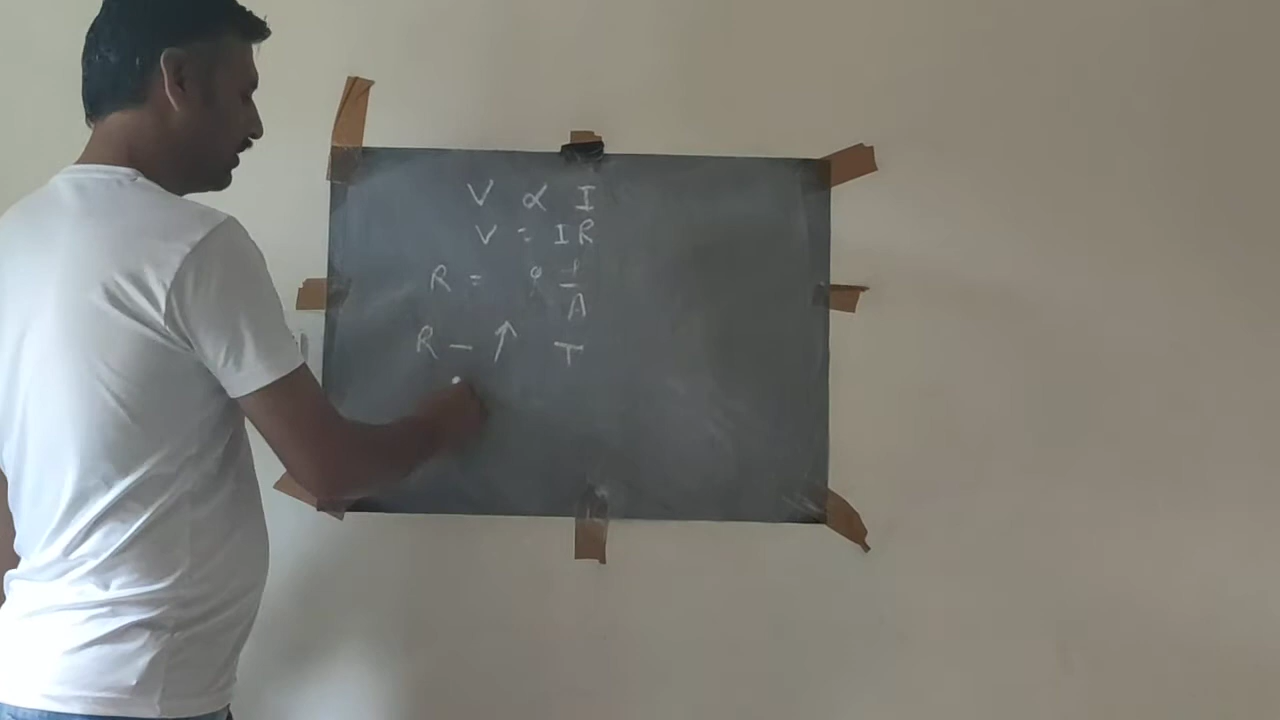 V ∝ I
V = IR
R = ρ l/A
R - ↑ T